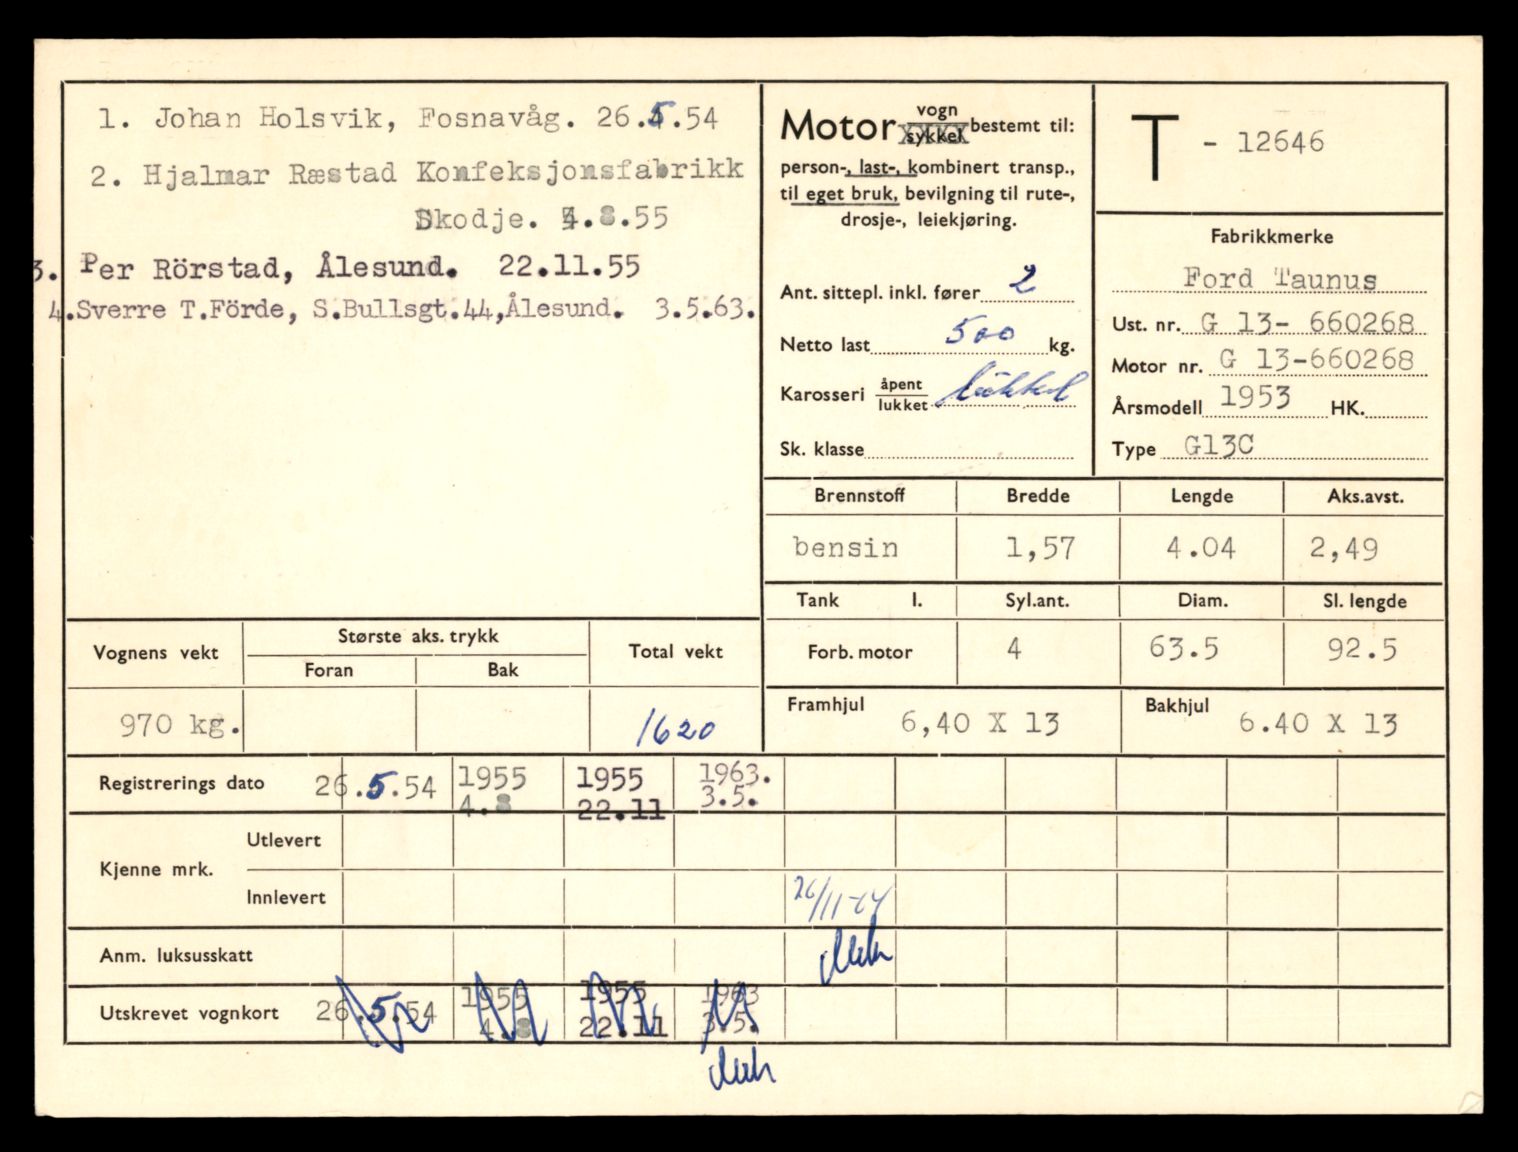 1. Johan Holsvik, Fosnavåg. 26.5.54
2. Hjalmar Ræstad Konfeksjonsfabrikk
Skodje. 4.8.55
3. Per Rörstad, Ålesund. 22.11.55
4.Sverre T.Förde, S.Bullsgt.44,Ålesund. 3.5.63.
Motor vogn sykkel bestemt til:
person-, last-, kombinert transp.,
til eget bruk, bevilgning til rute-,
drosje-, leiekjøring.
Ant. sittepl. inkl. fører 2
Netto last 500 kg.
Karosseri åpent lukket lukket
Sk. klasse
T - 12646
Fabrikkmerke
Ford Taunus
Ust. nr. G 13- 660268
Motor nr. G 13-660268
Årsmodell 1953 HK.
Type G13C
Brennstoff Bredde Lengde Aks.avst.
bensin 1,57 4.04 2,49
Tank l. Syl.ant. Diam. Sl. lengde
Forb. motor 4 63.5 92.5
Framhjul 6,40 X 13 Bakhjul 6.40 X 13
Vognens vekt Største aks. trykk Total vekt
Foran Bak
970 kg. 1620
Registrerings dato 26.5.54 1955 1955 1963.
4.8 22.11 3.5.
Kjenne mrk. Utlevert
Innlevert 26/11-64
Anm. luksusskatt
Utskrevet vognkort 26.5.54 1955 1955 1963
4.8 22.11 3.5.